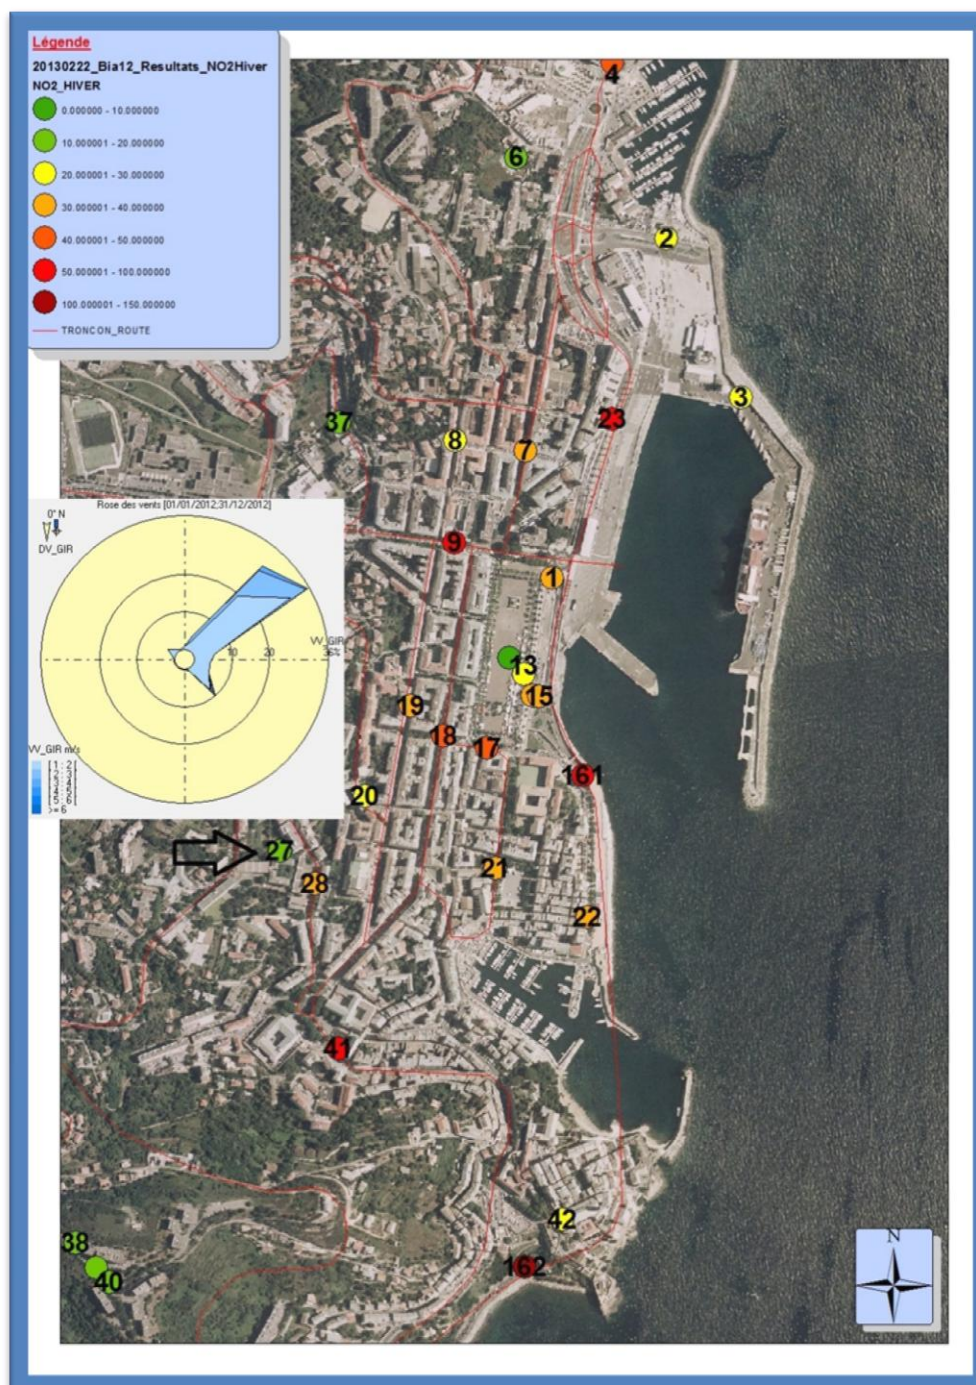 Légende
20130222_Bia12_Resultats_NO2Hiver
NO2_HIVER
0.000000 - 10.000000
10.000001 - 20.000000
20.000001 - 30.000000
30.000001 - 40.000000
40.000001 - 50.000000
50.000001 - 100.000000
100.000001 - 150.000000
TRONCON_ROUTE
4
6
2
3
37
8
7
23
9
1
Rose des vents [01/01/2012;31/12/2012]
0° N
DV_GIR
VV_GIR
10 20 36%
VV_GIR m/s
13
15
19
18
17
161
20
27
28
21
22
41
42
162
38
40
N